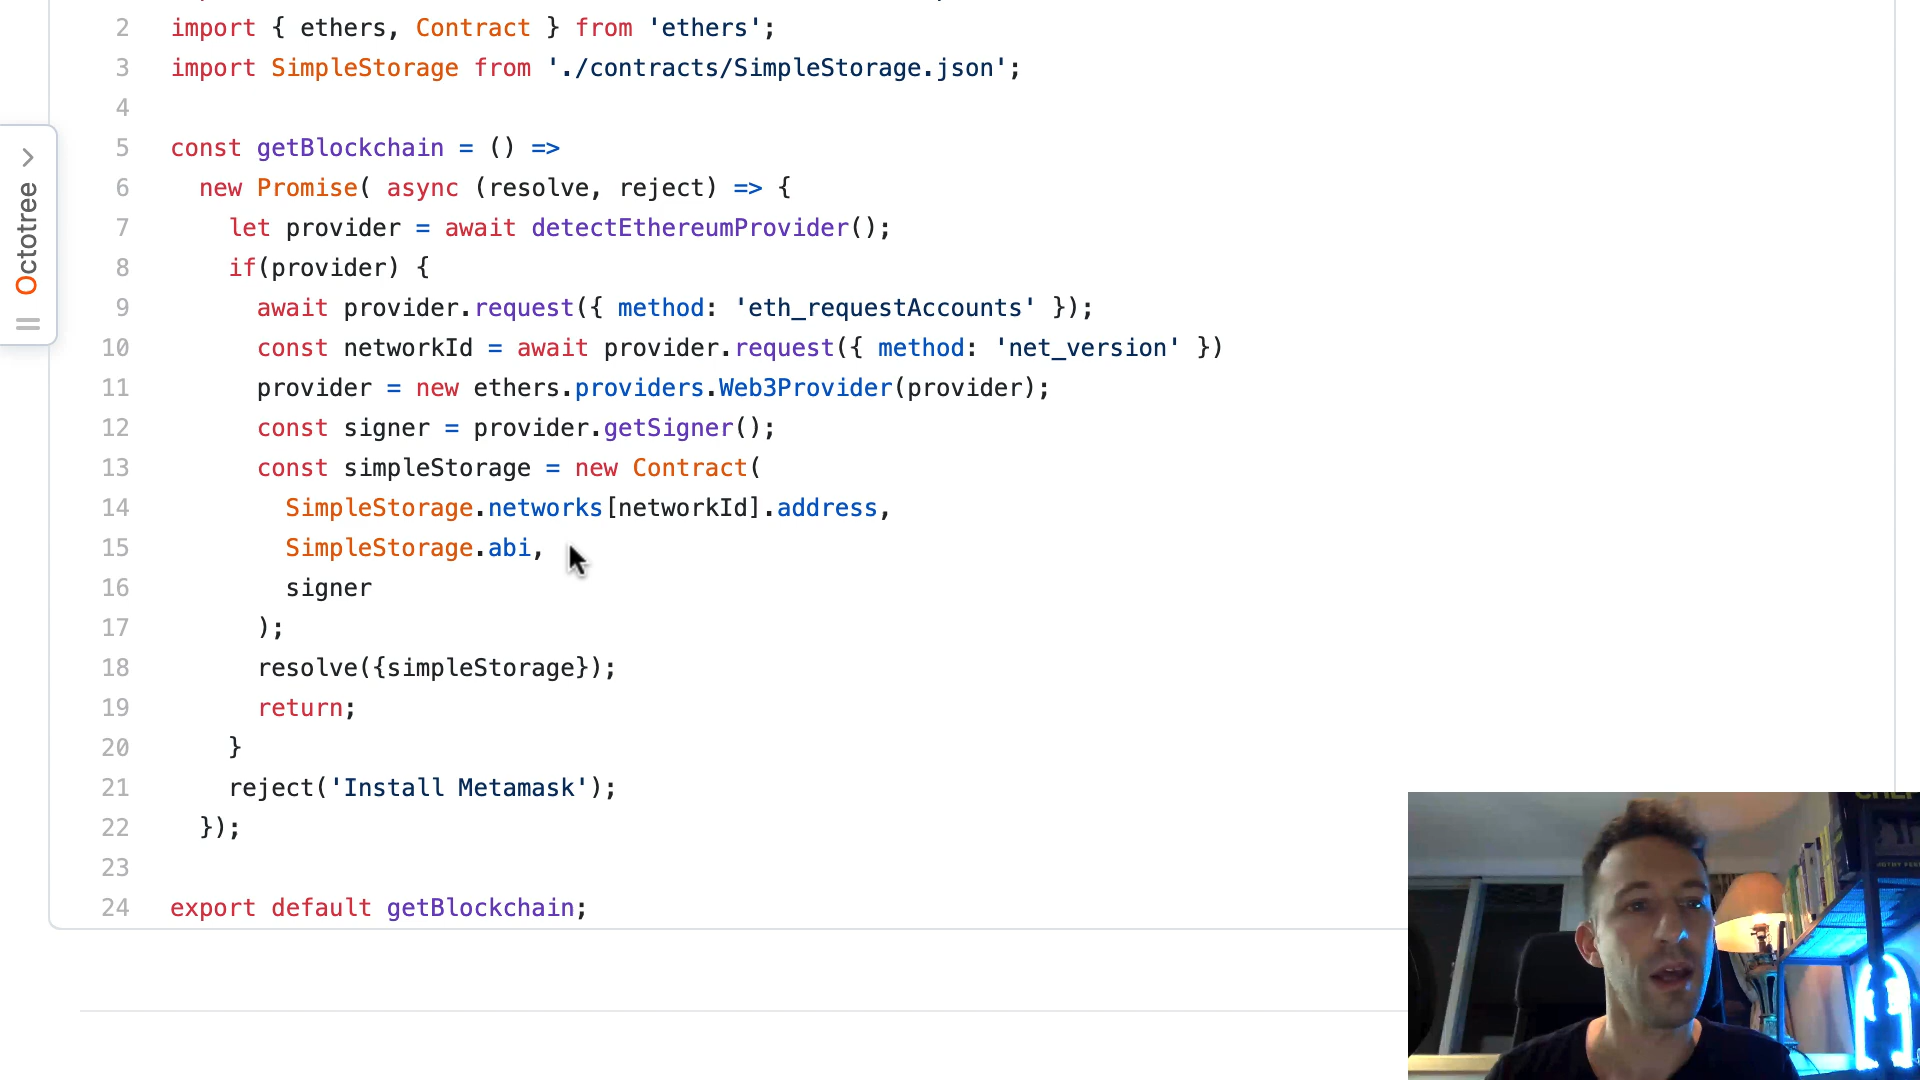 2 import { ethers, Contract } from 'ethers';
3 import SimpleStorage from './contracts/SimpleStorage.json';
4
5 const getBlockchain = () =>
6 new Promise( async (resolve, reject) => {
7 let provider = await detectEthereumProvider();
8 if(provider) {
9 await provider.request({ method: 'eth_requestAccounts' });
10 const networkId = await provider.request({ method: 'net_version' })
11 provider = new ethers.providers.Web3Provider(provider);
12 const signer = provider.getSigner();
13 const simpleStorage = new Contract(
14 SimpleStorage.networks[networkId].address,
15 SimpleStorage.abi,
16 signer
17 );
18 resolve({simpleStorage});
19 return;
20 }
21 reject('Install Metamask');
22 });
23
24 export default getBlockchain;
Octotree